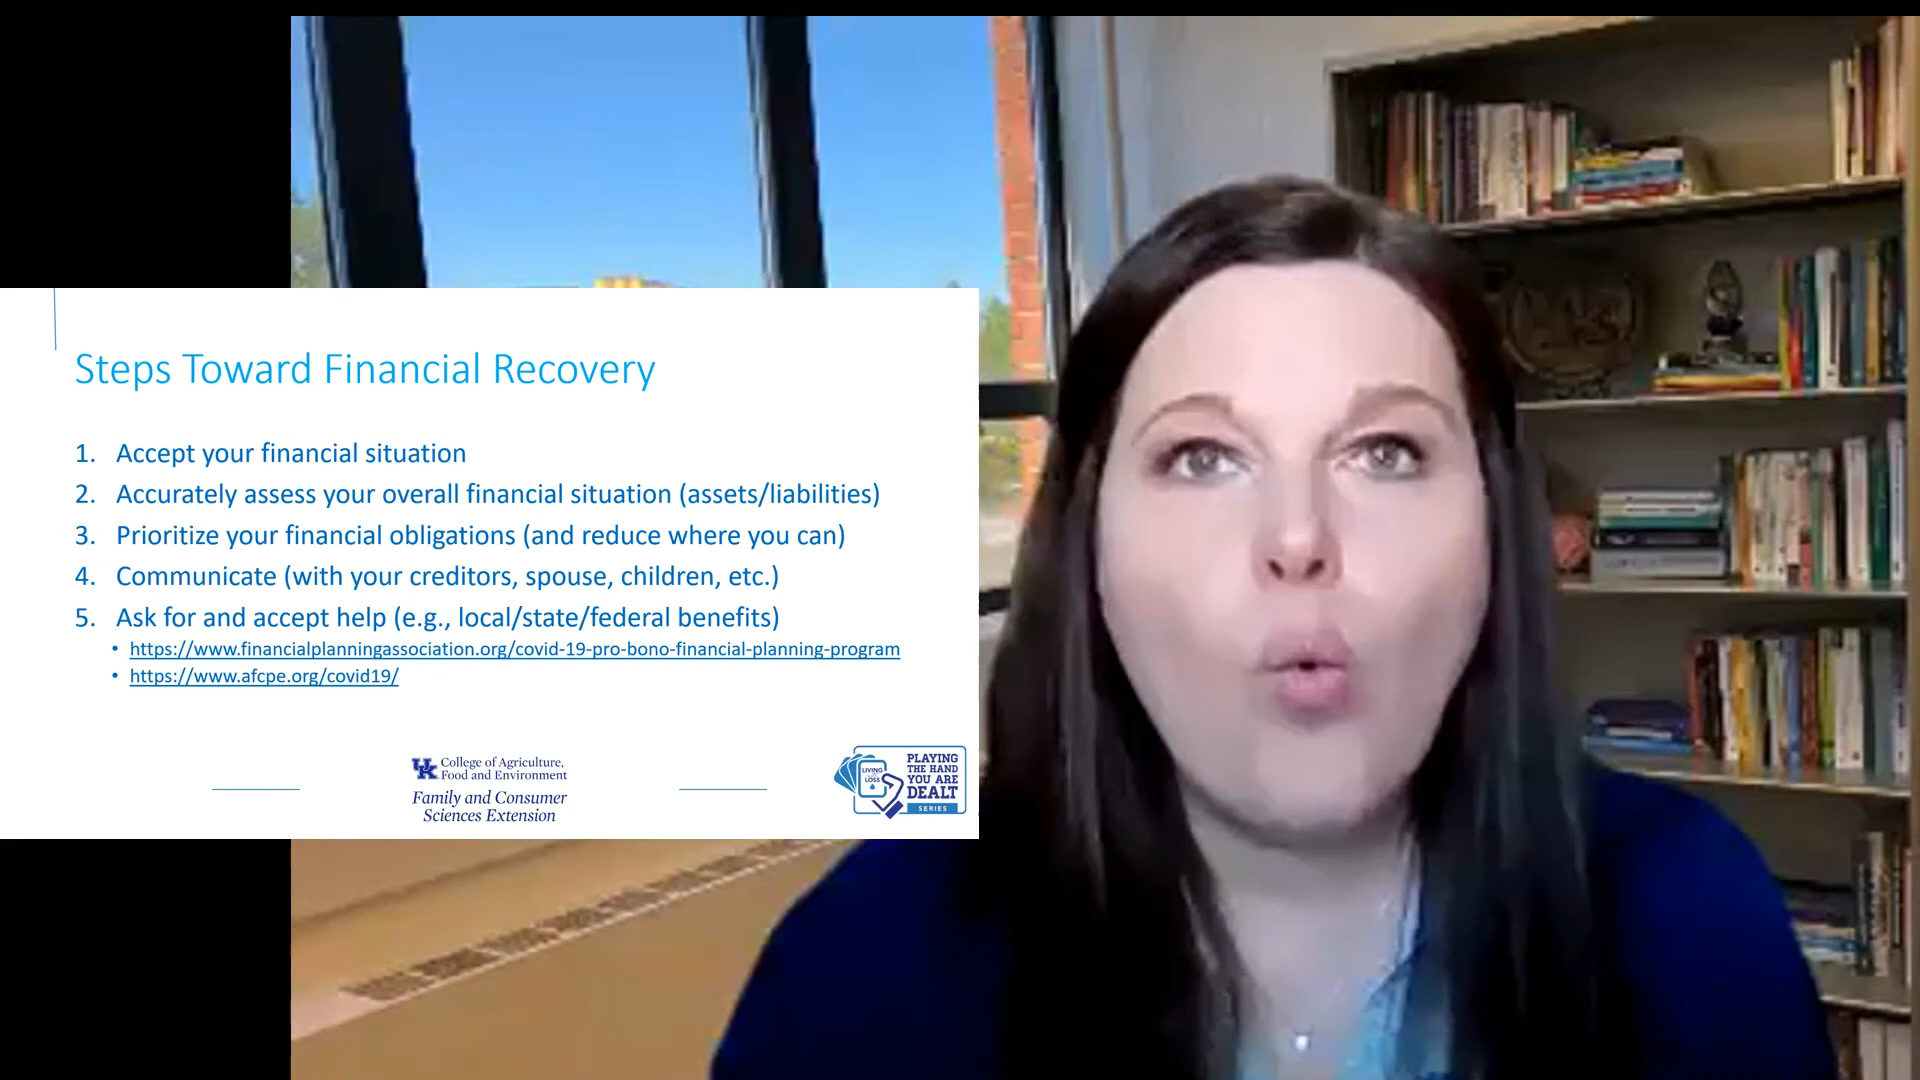 Steps Toward Financial Recovery
1. Accept your financial situation
2. Accurately assess your overall financial situation (assets/liabilities)
3. Prioritize your financial obligations (and reduce where you can)
4. Communicate (with your creditors, spouse, children, etc.)
5. Ask for and accept help (e.g., local/state/federal benefits)
• https://www.financialplanningassociation.org/covid-19-pro-bono-financial-planning-program
• https://www.afcpe.org/covid19/
UK College of Agriculture,
Food and Environment
Family and Consumer
Sciences Extension
LIVING
LOSS
PLAYING
THE HAND
YOU ARE
DEALT
SERIES